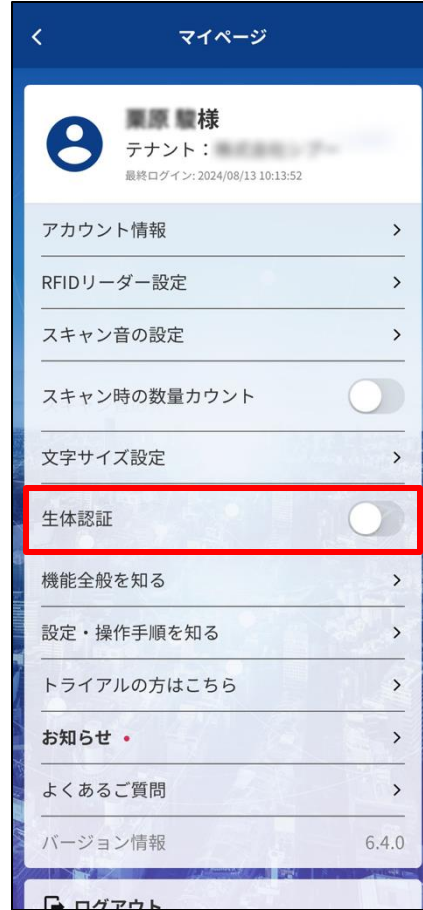 マイページ
様
テナント：
最終ログイン: 2024/08/13 10:13:52
アカウント情報
RFIDリーダー設定
スキャン音の設定
スキャン時の数量カウント
文字サイズ設定
生体認証
機能全般を知る
設定・操作手順を知る
トライアルの方はこちら
お知らせ
よくあるご質問
バージョン情報 6.4.0
ログアウト